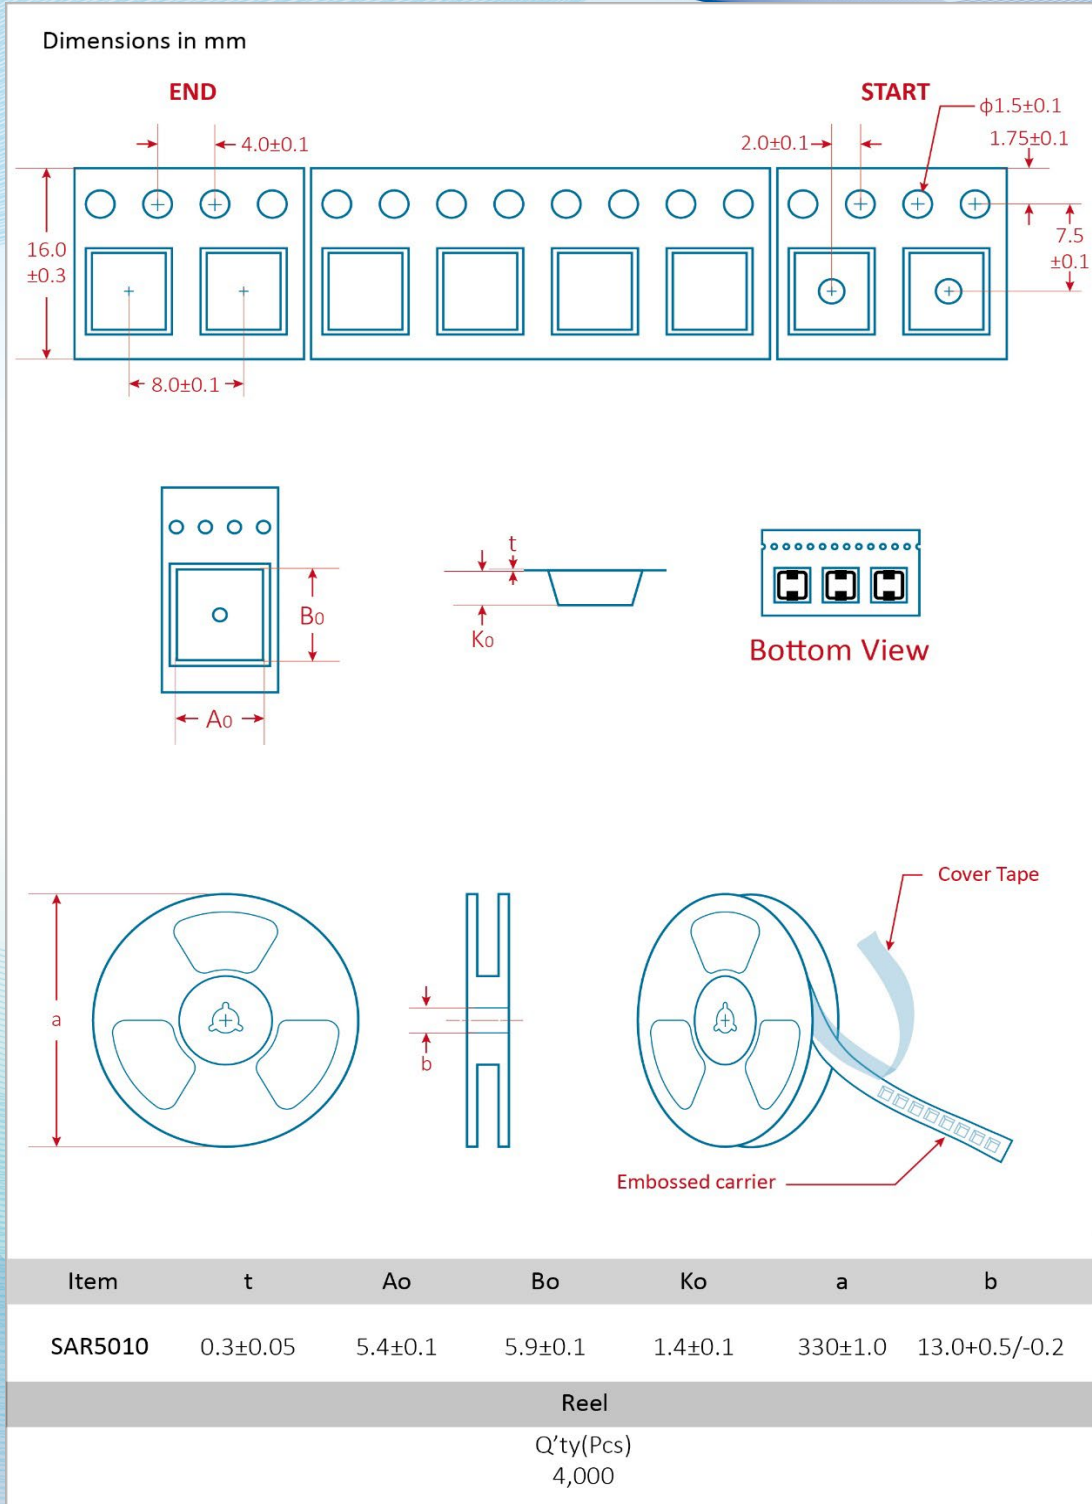 Dimensions in mm
END
START
4.0±0.1
2.0±0.1
ϕ1.5±0.1
1.75±0.1
16.0
±0.3
7.5
±0.1
8.0±0.1
t
B0
K0
A0
Bottom View
Cover Tape
a
b
Embossed carrier
Item t Ao Bo Ko a b
SAR5010 0.3±0.05 5.4±0.1 5.9±0.1 1.4±0.1 330±1.0 13.0+0.5/-0.2
Reel
Q'ty(Pcs)
4,000